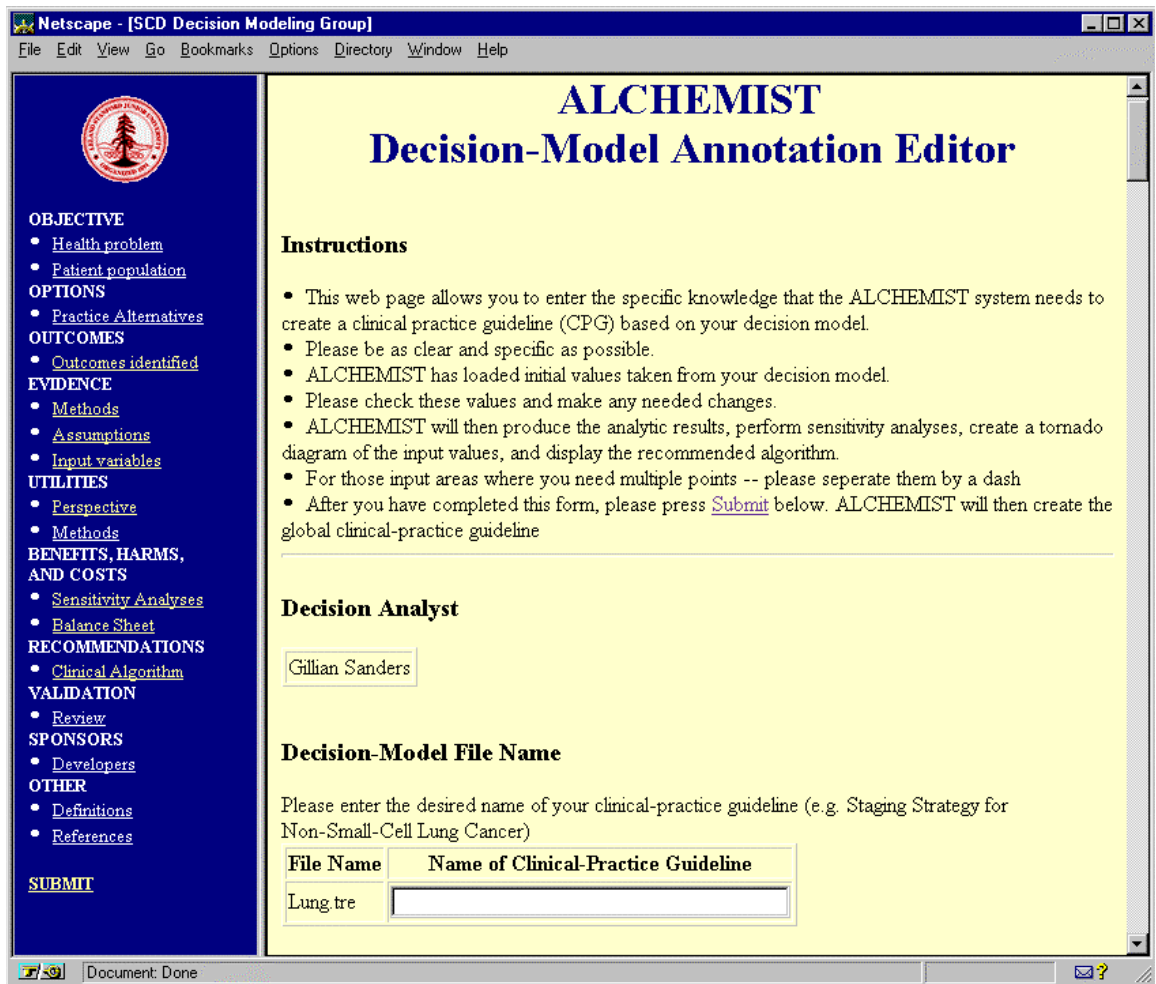 Netscape - [SCD Decision Modeling Group]
File Edit View Go Bookmarks Options Directory Window Help
OBJECTIVE
• Health problem
• Patient population
OPTIONS
• Practice Alternatives
OUTCOMES
• Outcomes identified
EVIDENCE
• Methods
• Assumptions
• Input variables
UTILITIES
• Perspective
• Methods
BENEFITS, HARMS,
AND COSTS
• Sensitivity Analyses
• Balance Sheet
RECOMMENDATIONS
• Clinical Algorithm
VALIDATION
• Review
SPONSORS
• Developers
OTHER
• Definitions
• References
SUBMIT
ALCHEMIST
Decision-Model Annotation Editor
Instructions
• This web page allows you to enter the specific knowledge that the ALCHEMIST system needs to
create a clinical practice guideline (CPG) based on your decision model.
• Please be as clear and specific as possible.
• ALCHEMIST has loaded initial values taken from your decision model.
• Please check these values and make any needed changes.
• ALCHEMIST will then produce the analytic results, perform sensitivity analyses, create a tornado
diagram of the input values, and display the recommended algorithm.
• For those input areas where you need multiple points -- please seperate them by a dash
• After you have completed this form, please press Submit below. ALCHEMIST will then create the
global clinical-practice guideline
Decision Analyst
Gillian Sanders
Decision-Model File Name
Please enter the desired name of your clinical-practice guideline (e.g. Staging Strategy for
Non-Small-Cell Lung Cancer)
File Name Name of Clinical-Practice Guideline
Lung.tre
Document: Done